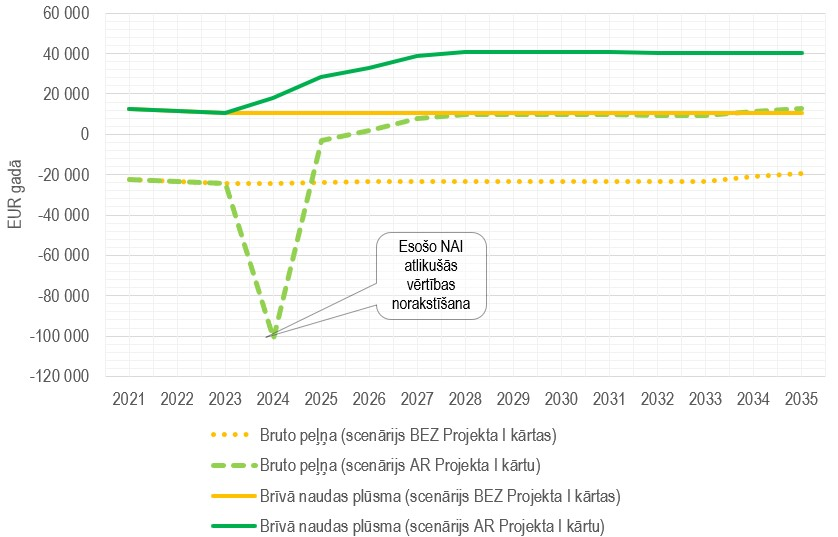 60 000
40 000
20 000
0
-20 000
-40 000
-60 000
-80 000
-100 000
-120 000
EUR gadā
Esošo NAI
atlikušās
vērtības
norakstīšana
2021 2022 2023 2024 2025 2026 2027 2028 2029 2030 2031 2032 2033 2034 2035
Bruto peļņa (scenārijs BEZ Projekta I kārtas)
Bruto peļņa (scenārijs AR Projekta I kārtu)
Brīvā naudas plūsma (scenārijs BEZ Projekta I kārtas)
Brīvā naudas plūsma (scenārijs AR Projekta I kārtu)